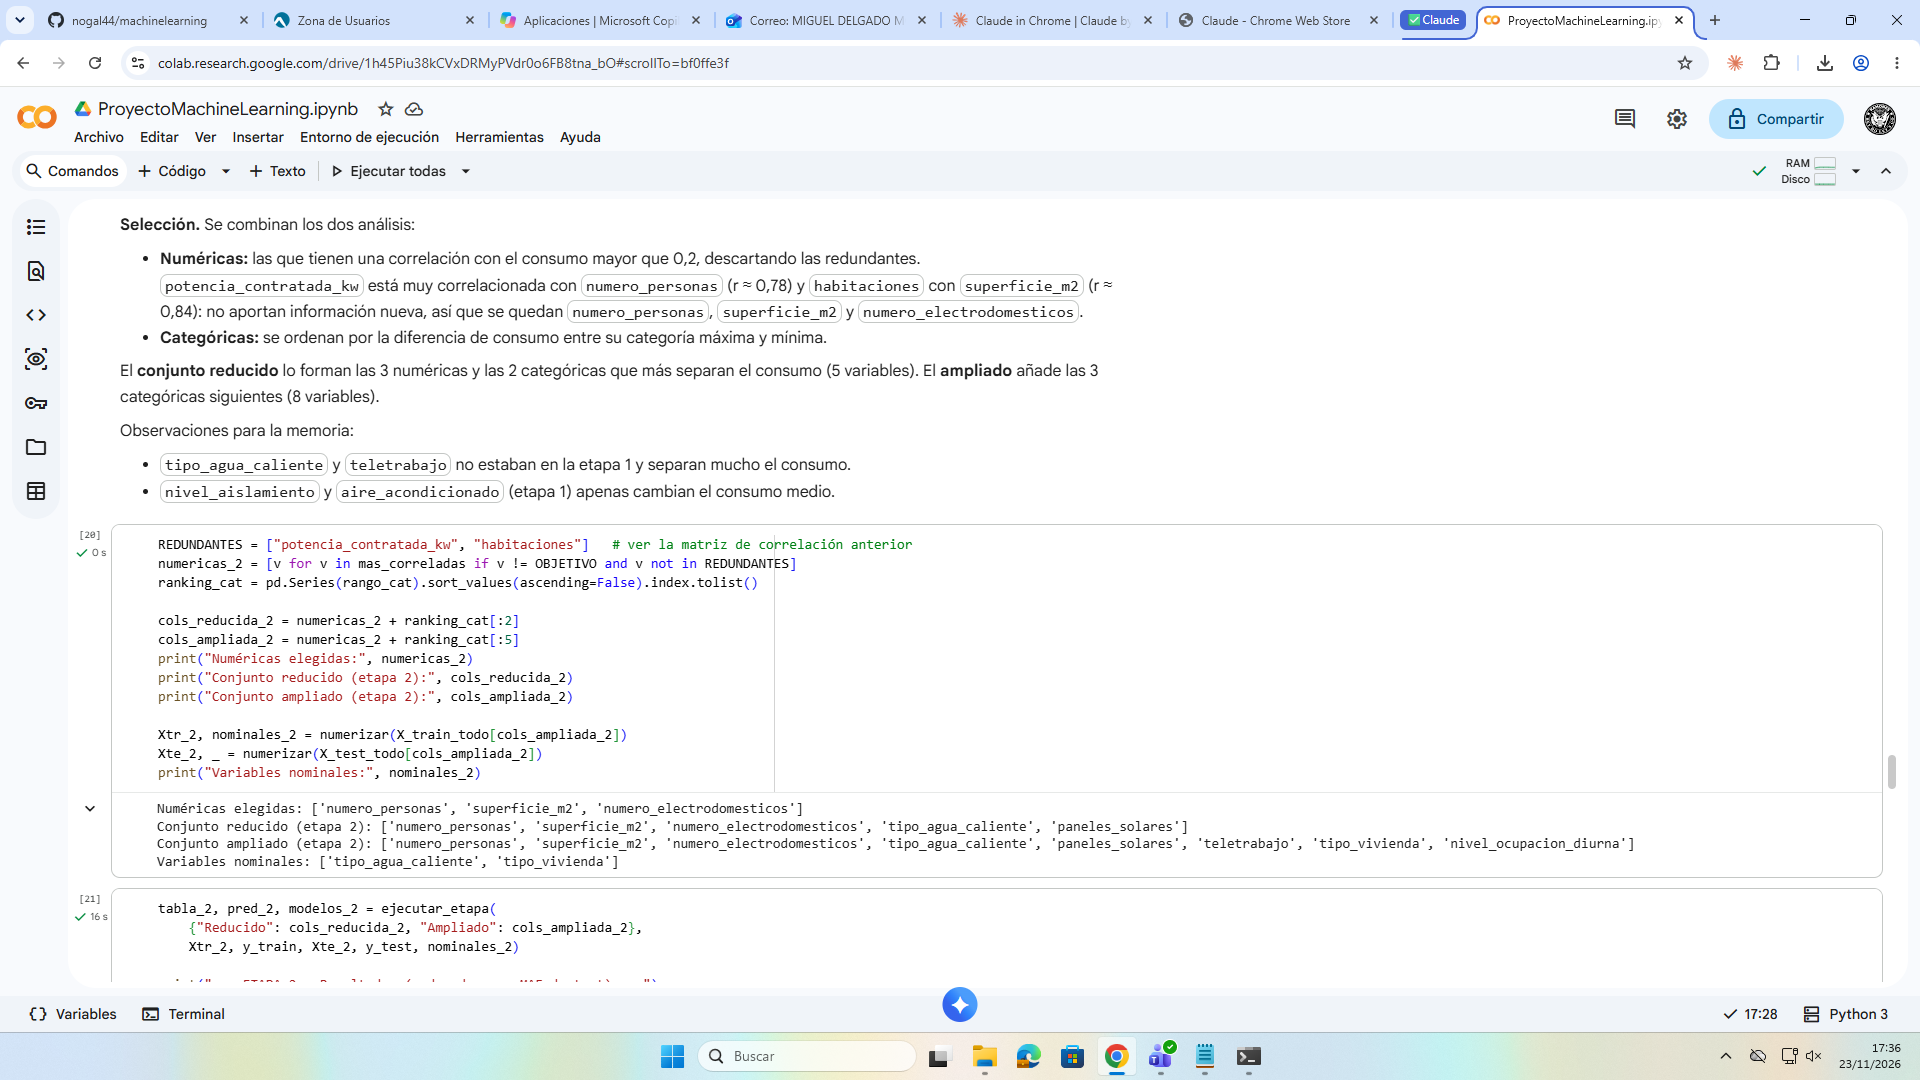 nogal44/machinelearning
Zona de Usuarios
Aplicaciones | Microsoft Copi
Correo: MIGUEL DELGADO M
Claude in Chrome | Claude by
Claude - Chrome Web Store
Claude
ProyectoMachineLearning.ipy
colab.research.google.com/drive/1h45Piu38kCVxDRMyPVdr0o6FB8tna_bO#scrollTo=bf0ffe3f
ProyectoMachineLearning.ipynb
Archivo Editar Ver Insertar Entorno de ejecución Herramientas Ayuda
Compartir
Comandos + Código + Texto Ejecutar todas
RAM
Disco
Selección. Se combinan los dos análisis:
• Numéricas: las que tienen una correlación con el consumo mayor que 0,2, descartando las redundantes.
potencia_contratada_kw está muy correlacionada con numero_personas (r ≈ 0,78) y habitaciones con superficie_m2 (r ≈
0,84): no aportan información nueva, así que se quedan numero_personas, superficie_m2 y numero_electrodomesticos.
• Categóricas: se ordenan por la diferencia de consumo entre su categoría máxima y mínima.
El conjunto reducido lo forman las 3 numéricas y las 2 categóricas que más separan el consumo (5 variables). El ampliado añade las 3
categóricas siguientes (8 variables).
Observaciones para la memoria:
• tipo_agua_caliente y teletrabajo no estaban en la etapa 1 y separan mucho el consumo.
• nivel_aislamiento y aire_acondicionado (etapa 1) apenas cambian el consumo medio.
[20]
0 s
REDUNDANTES = ["potencia_contratada_kw", "habitaciones"]   # ver la matriz de correlación anterior
numericas_2 = [v for v in mas_correladas if v != OBJETIVO and v not in REDUNDANTES]
ranking_cat = pd.Series(rango_cat).sort_values(ascending=False).index.tolist()
cols_reducida_2 = numericas_2 + ranking_cat[:2]
cols_ampliada_2 = numericas_2 + ranking_cat[:5]
print("Numéricas elegidas:", numericas_2)
print("Conjunto reducido (etapa 2):", cols_reducida_2)
print("Conjunto ampliado (etapa 2):", cols_ampliada_2)
Xtr_2, nominales_2 = numerizar(X_train_todo[cols_ampliada_2])
Xte_2, _ = numerizar(X_test_todo[cols_ampliada_2])
print("Variables nominales:", nominales_2)
Numéricas elegidas: ['numero_personas', 'superficie_m2', 'numero_electrodomesticos']
Conjunto reducido (etapa 2): ['numero_personas', 'superficie_m2', 'numero_electrodomesticos', 'tipo_agua_caliente', 'paneles_solares']
Conjunto ampliado (etapa 2): ['numero_personas', 'superficie_m2', 'numero_electrodomesticos', 'tipo_agua_caliente', 'paneles_solares', 'teletrabajo', 'tipo_vivienda', 'nivel_ocupacion_diurna']
Variables nominales: ['tipo_agua_caliente', 'tipo_vivienda']
[21]
16 s
tabla_2, pred_2, modelos_2 = ejecutar_etapa(
{"Reducido": cols_reducida_2, "Ampliado": cols_ampliada_2},
Xtr_2, y_train, Xte_2, y_test, nominales_2)
Variables
Terminal
17:28
Python 3
Buscar
17:36
23/11/2026